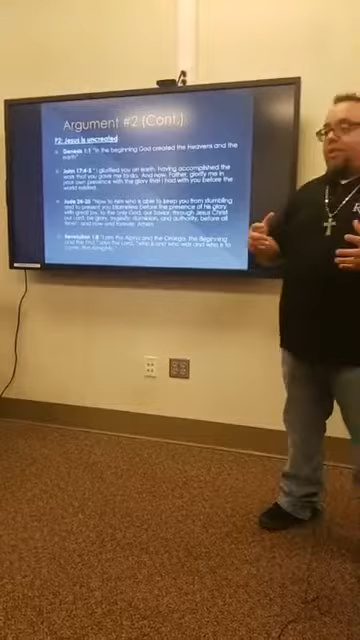 Argument #2 (Cont.)
P2: Jesus is uncreated
Genesis 1:1 "In the beginning God created the Heavens and the
earth"
John 17:4-5 "I glorified you on earth, having accomplished the
work that you gave me to do. And now, Father, glorify me in
your own presence with the glory that I had with you before the
world existed.
Jude 24-25 "Now to him who is able to keep you from stumbling
and to present you blameless before the presence of his glory
with great joy, to the only God, our Savior, through Jesus Christ
our Lord, be glory, majesty, dominion, and authority, before all
time and now and forever. Amen.
Revelation 1:8 "I am the Alpha and the Omega, the Beginning
and the End" says the Lord, "who is and who was and who is to
come, the Almighty."